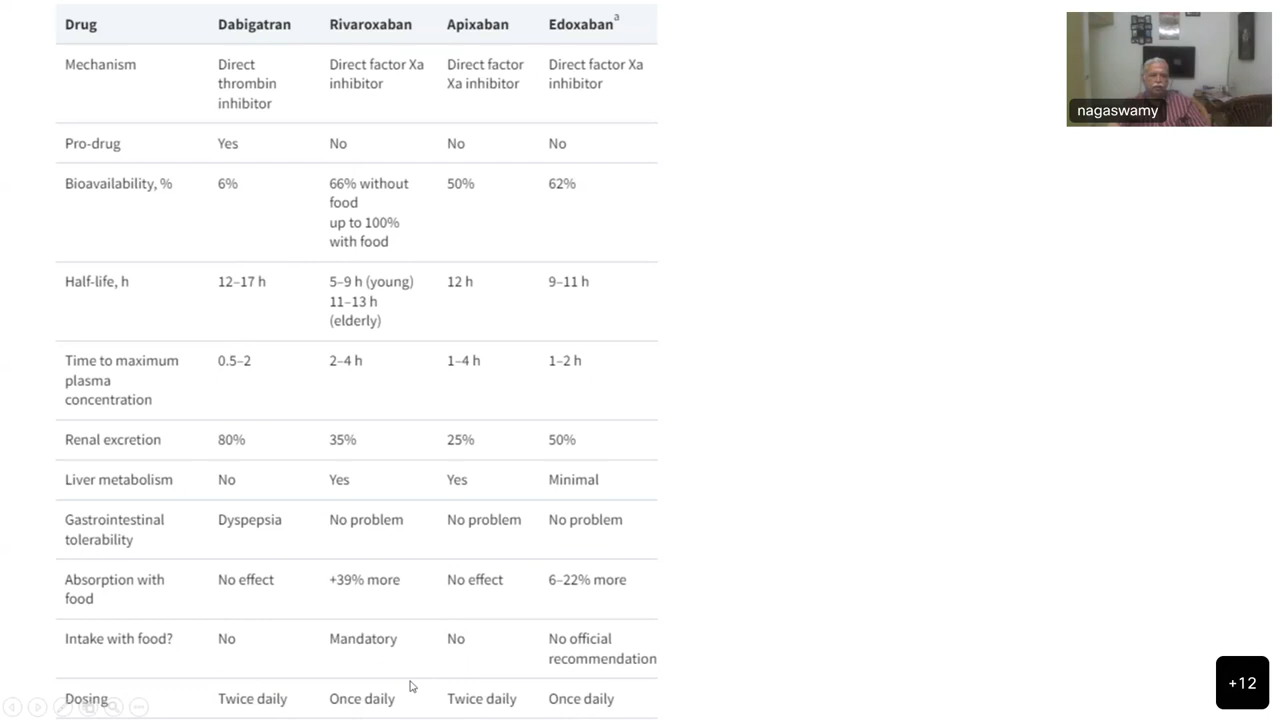 Drug Dabigatran Rivaroxaban Apixaban Edoxabanᵃ
Mechanism Direct thrombin inhibitor Direct factor Xa inhibitor Direct factor Xa inhibitor Direct factor Xa inhibitor
Pro-drug Yes No No No
Bioavailability, % 6% 66% without food up to 100% with food 50% 62%
Half-life, h 12–17 h 5–9 h (young) 11–13 h (elderly) 12 h 9–11 h
Time to maximum plasma concentration 0.5–2 2–4 h 1–4 h 1–2 h
Renal excretion 80% 35% 25% 50%
Liver metabolism No Yes Yes Minimal
Gastrointestinal tolerability Dyspepsia No problem No problem No problem
Absorption with food No effect +39% more No effect 6–22% more
Intake with food? No Mandatory No No official recommendation
Dosing Twice daily Once daily Twice daily Once daily
nagaswamy
+12